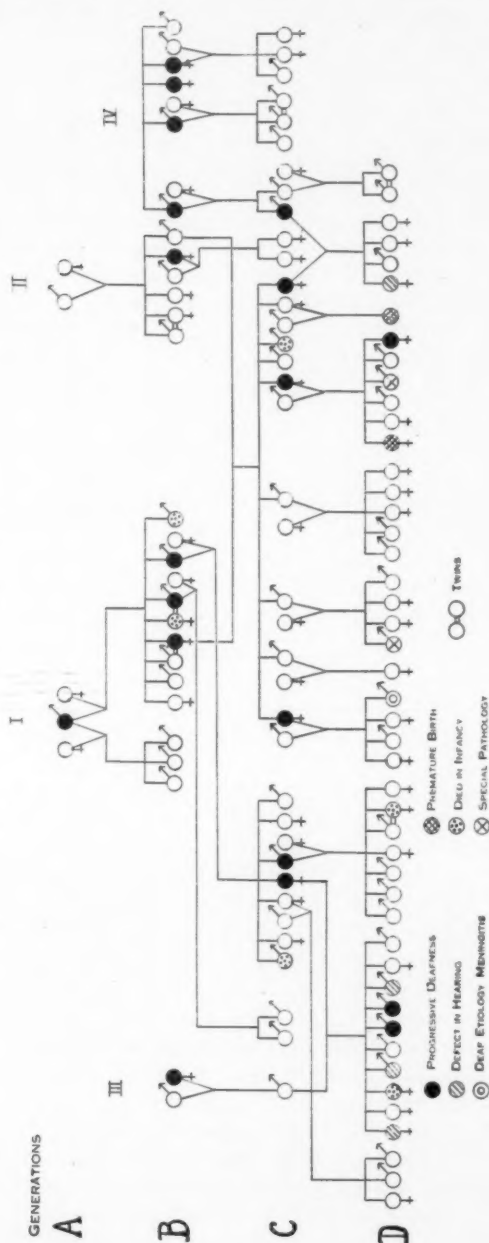 GENERATIONS
I
II
III
IV
A
B
C
D
PROGRESSIVE DEAFNESS
DEFECT IN HEARING
DEAF ETIOLOGY MENINGITIS
PREMATURE BIRTH
DIED IN INFANCY
SPECIAL PATHOLOGY
TWINS